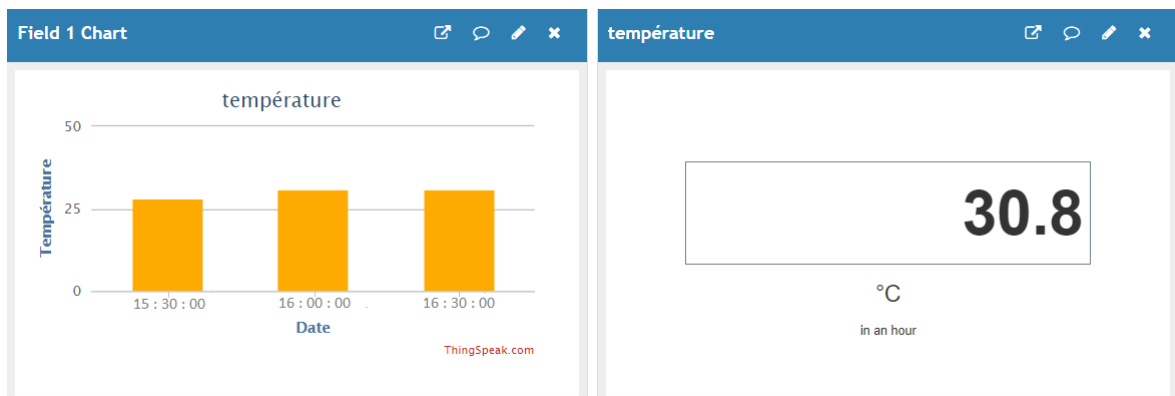 Field 1 Chart
température
50
25
0
Température
15 : 30 : 00
16 : 00 : 00
16 : 30 : 00
Date
ThingSpeak.com
température
30.8
°C
in an hour